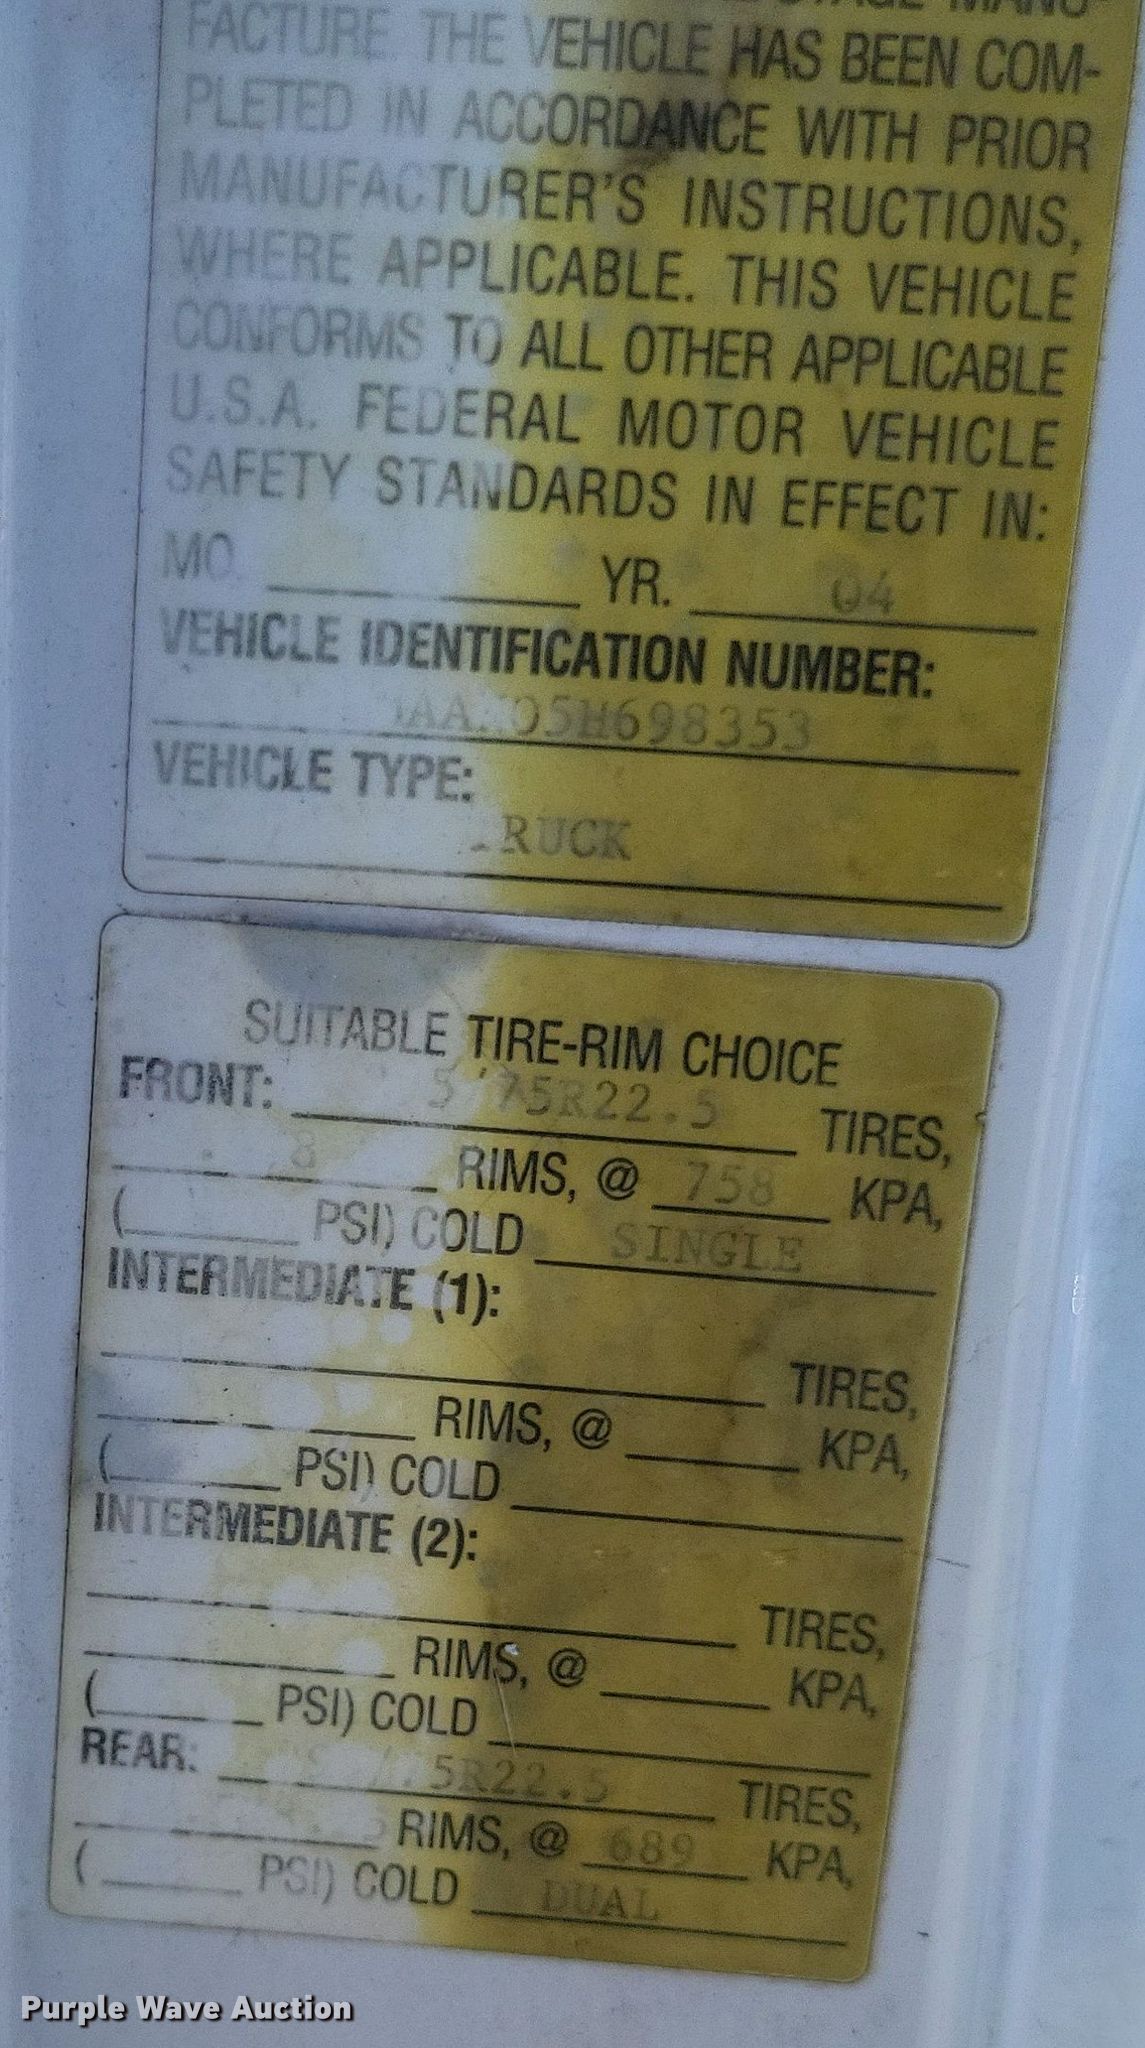 FACTURE. THE VEHICLE HAS BEEN COM-
PLETED IN ACCORDANCE WITH PRIOR
MANUFACTURER'S INSTRUCTIONS,
WHERE APPLICABLE. THIS VEHICLE
CONFORMS TO ALL OTHER APPLICABLE
U.S.A. FEDERAL MOTOR VEHICLE
SAFETY STANDARDS IN EFFECT IN:
MO. YR. 04
VEHICLE IDENTIFICATION NUMBER:
VEHICLE TYPE:
SUITABLE TIRE-RIM CHOICE
FRONT: TIRES,
RIMS, @ 758 KPA,
( PSI) COLD SINGLE
INTERMEDIATE (1):
TIRES,
RIMS, @ KPA,
( PSI) COLD
INTERMEDIATE (2):
TIRES,
RIMS, @ KPA,
( PSI) COLD
REAR: TIRES,
RIMS, @ 689 KPA,
( PSI) COLD DUAL
Purple Wave Auction